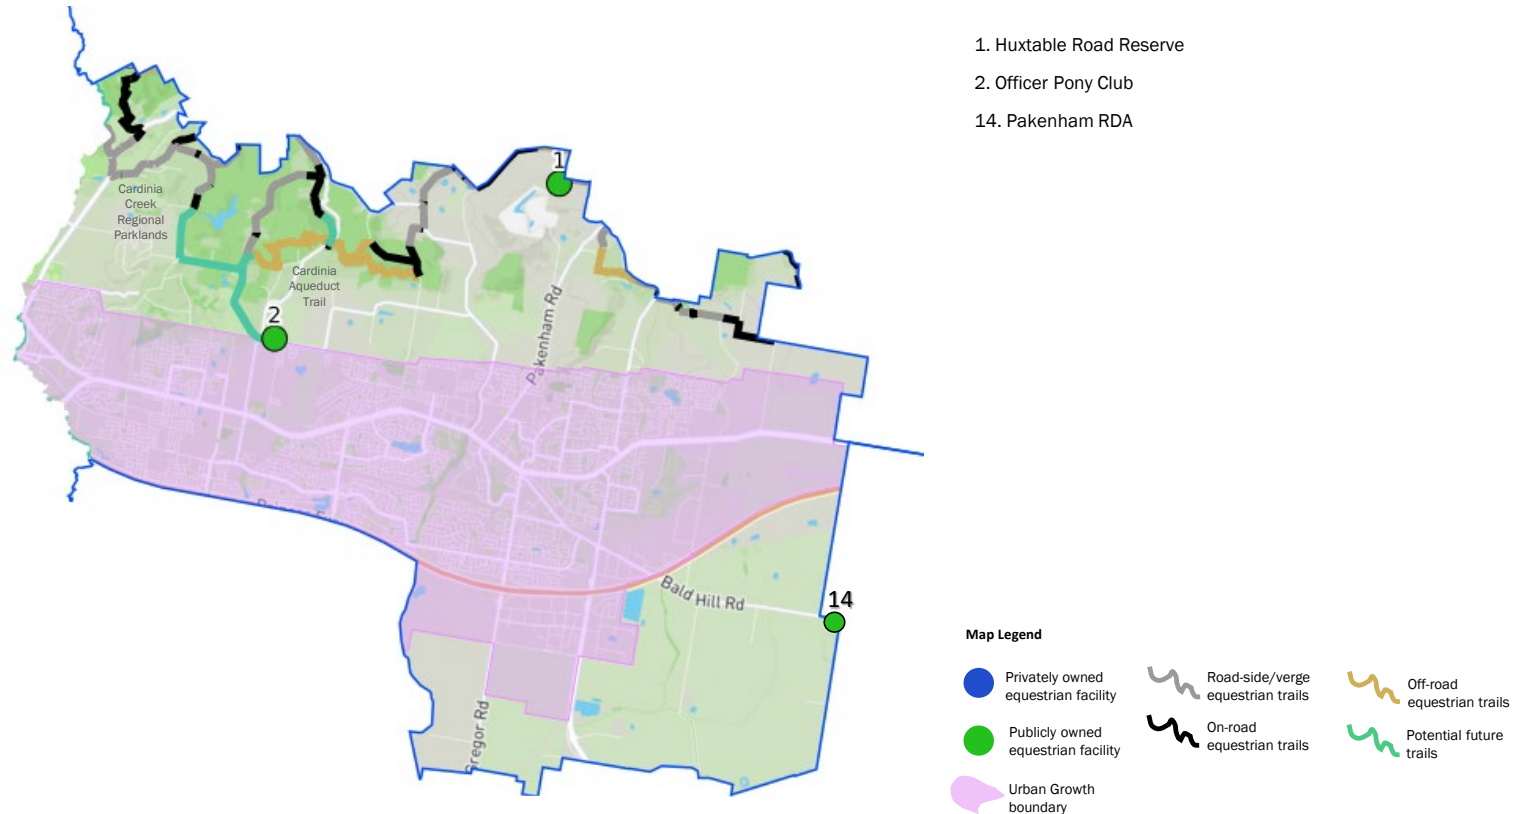 1. Huxtable Road Reserve
2. Officer Pony Club
14. Pakenham RDA
1
Cardinia
Creek
Regional
Parklands
Cardinia
Aqueduct
Trail
2
Pakenham Rd
Bald Hill Rd
14
Map Legend
Privately owned
equestrian facility
Publicly owned
equestrian facility
Urban Growth
boundary
Road-side/verge
equestrian trails
On-road
equestrian trails
Off-road
equestrian trails
Potential future
trails